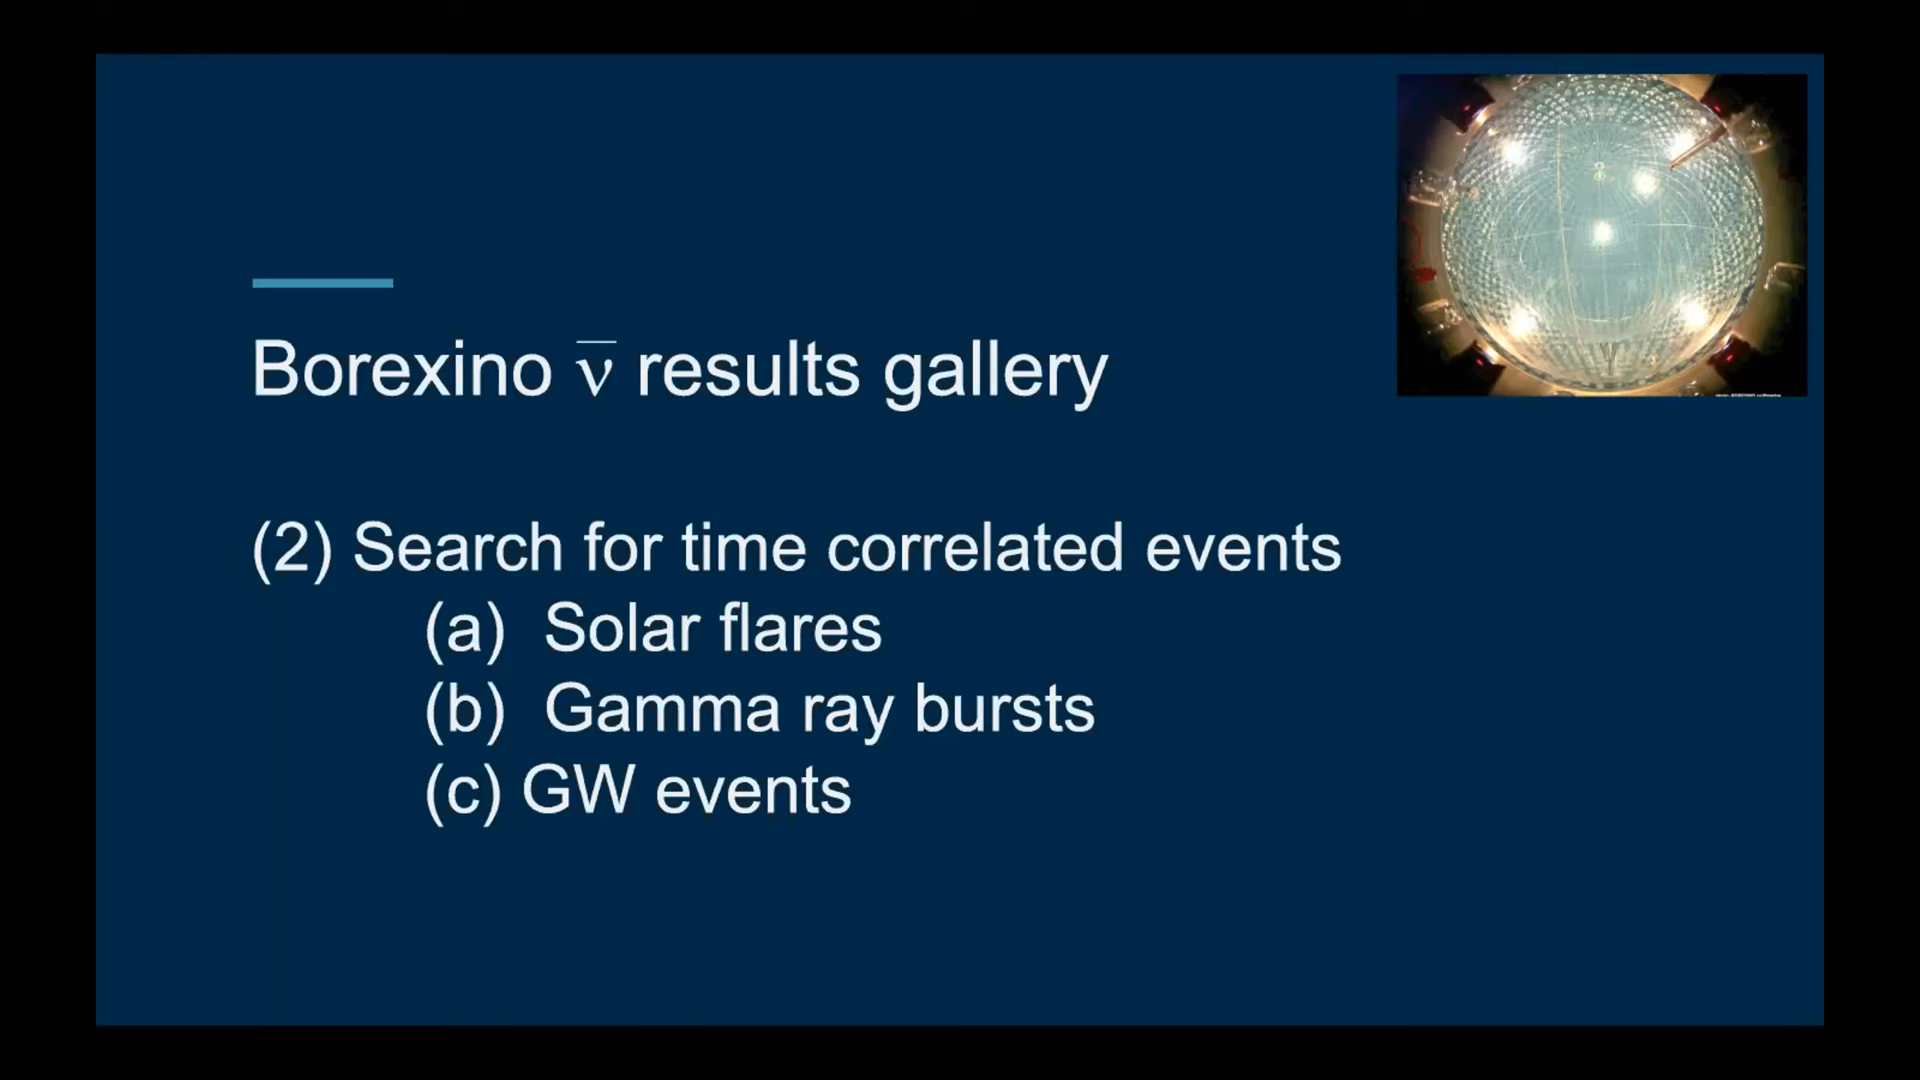 Borexino ν̅ results gallery
(2) Search for time correlated events
(a) Solar flares
(b) Gamma ray bursts
(c) GW events